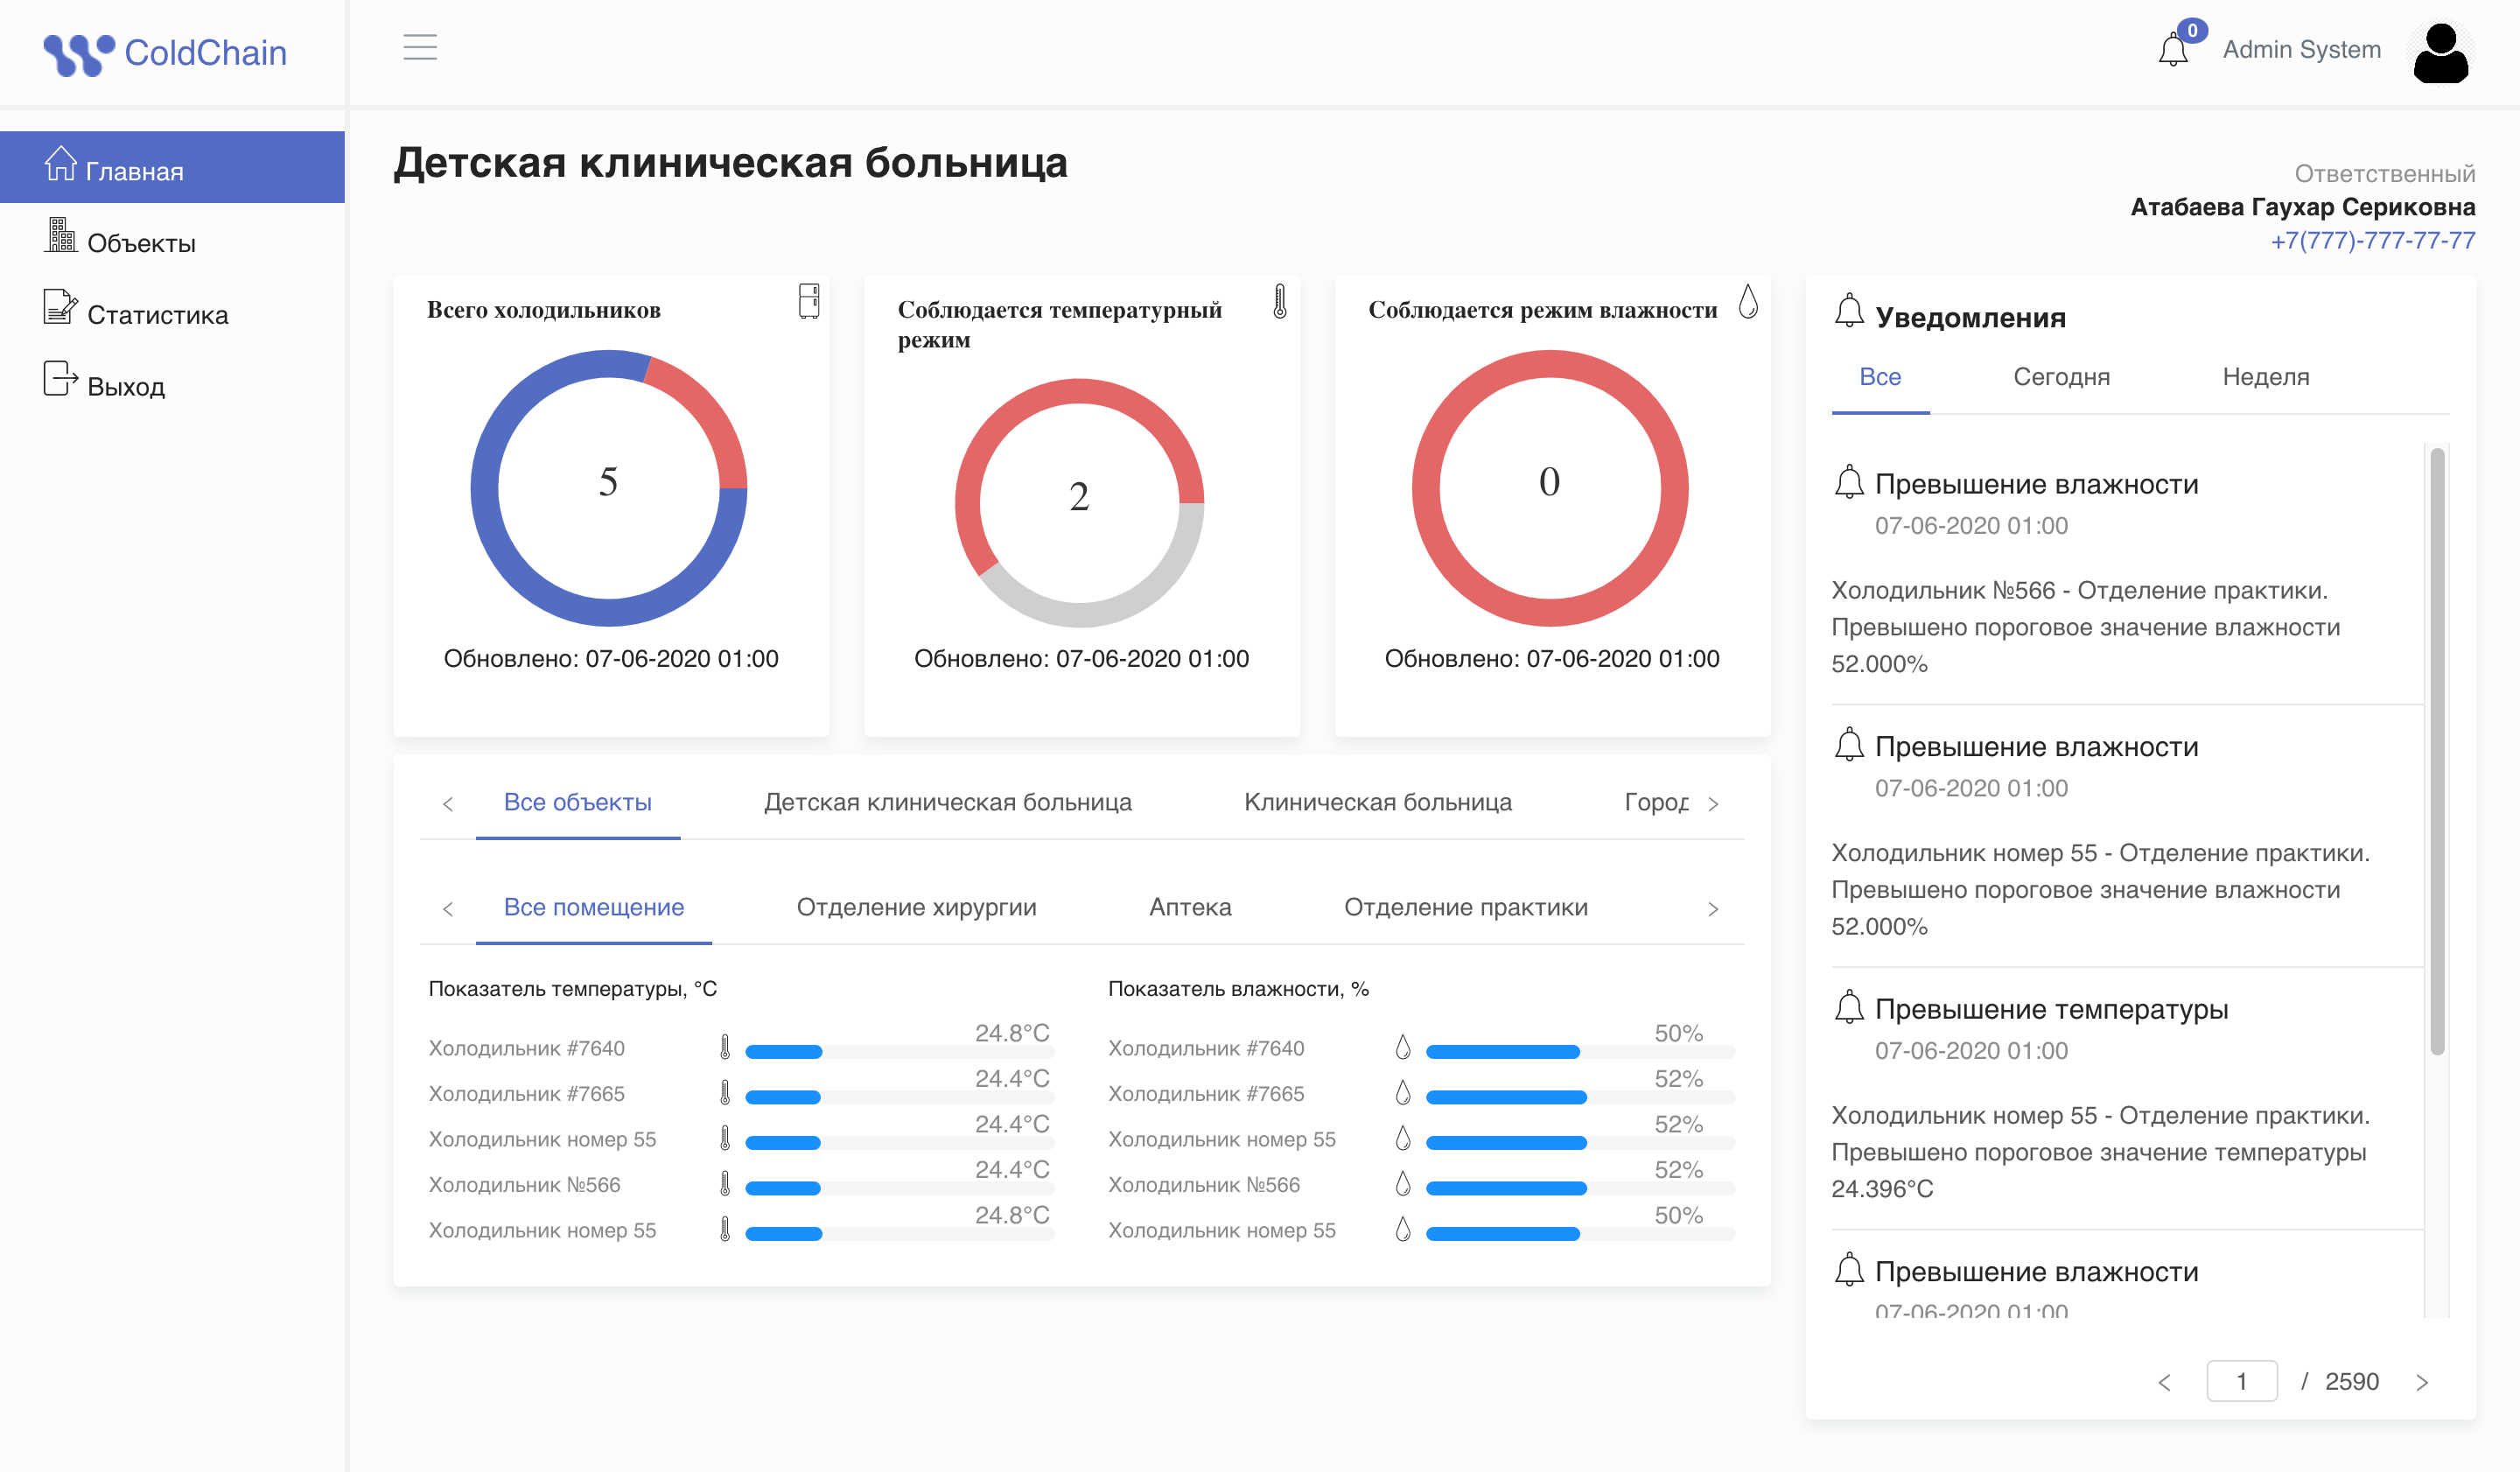 ColdChain
0
Admin System
Главная
Объекты
Статистика
Выход
Детская клиническая больница
Ответственный
Атабаева Гаухар Сериковна
+7(777)-777-77-77
Всего холодильников
5
Обновлено: 07-06-2020 01:00
Соблюдается температурный
режим
2
Обновлено: 07-06-2020 01:00
Соблюдается режим влажности
0
Обновлено: 07-06-2020 01:00
Все объекты Детская клиническая больница Клиническая больница Город
Все помещение Отделение хирургии Аптека Отделение практики
Показатель температуры, °C
Холодильник #7640 24.8°C
Холодильник #7665 24.4°C
Холодильник номер 55 24.4°C
Холодильник №566 24.4°C
Холодильник номер 55 24.8°C
Показатель влажности, %
Холодильник #7640 50%
Холодильник #7665 52%
Холодильник номер 55 52%
Холодильник №566 52%
Холодильник номер 55 50%
Уведомления
Все Сегодня Неделя
Превышение влажности
07-06-2020 01:00
Холодильник №566 - Отделение практики.
Превышено пороговое значение влажности
52.000%
Превышение влажности
07-06-2020 01:00
Холодильник номер 55 - Отделение практики.
Превышено пороговое значение влажности
52.000%
Превышение температуры
07-06-2020 01:00
Холодильник номер 55 - Отделение практики.
Превышено пороговое значение температуры
24.396°C
Превышение влажности
07-06-2020 01:00
< 1 / 2590 >